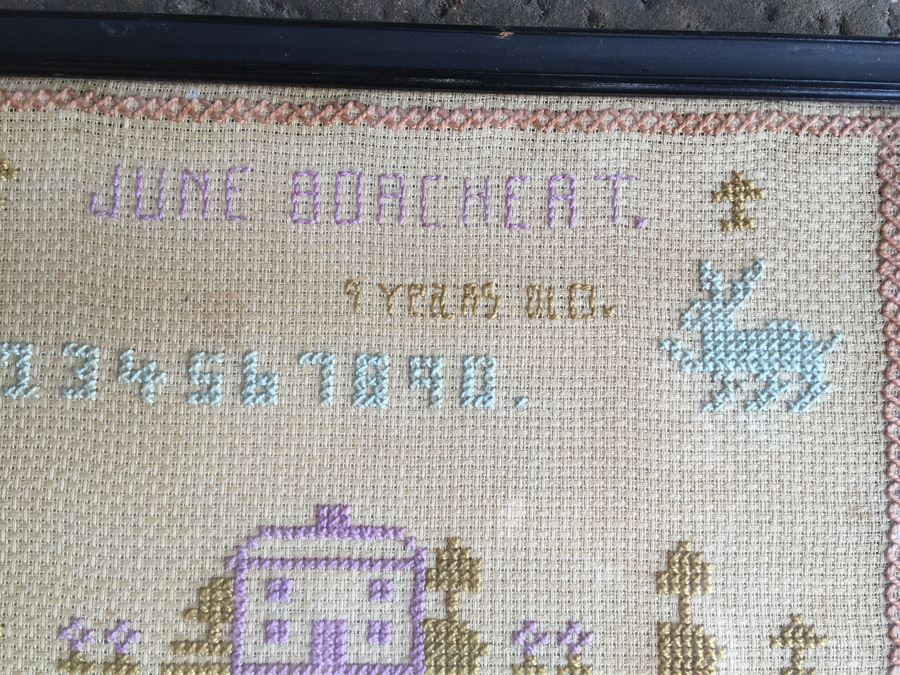 JUNE BOACHEAT.
9 YEARS OLD.
234567890.